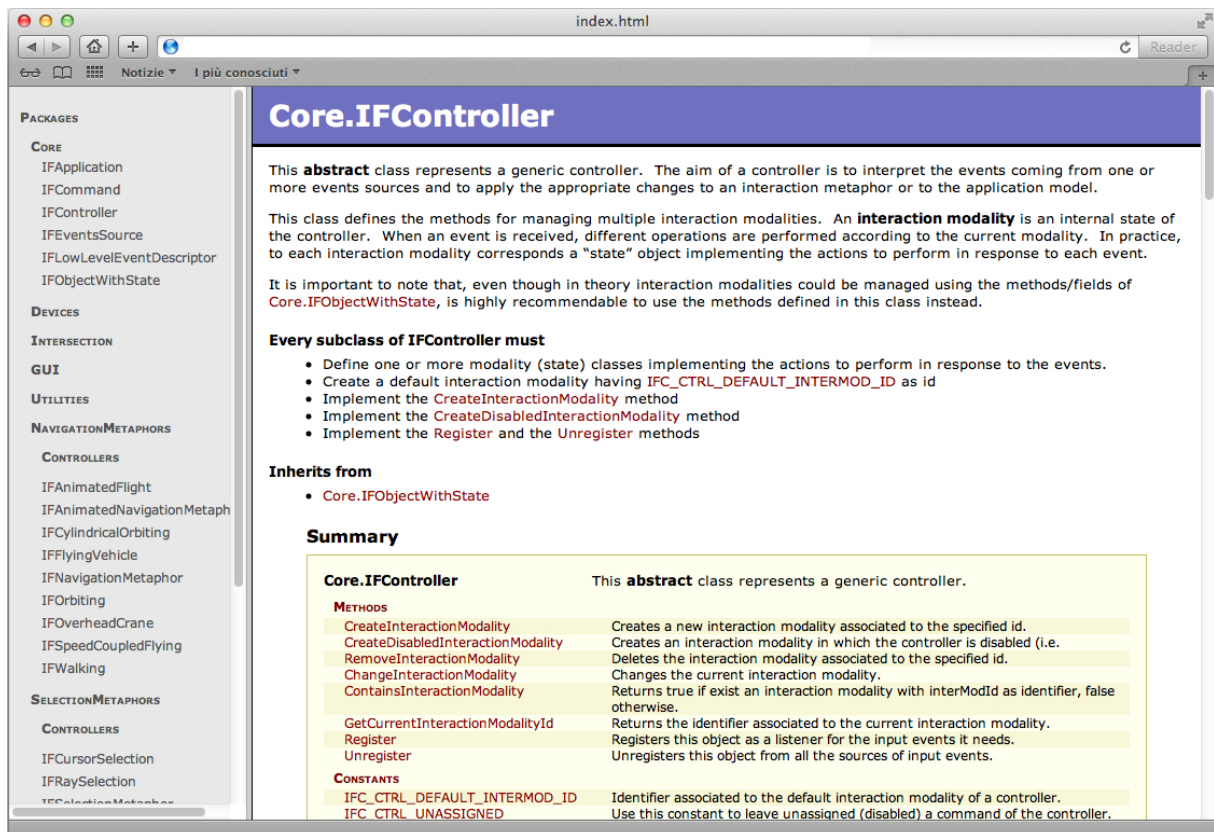 index.html
Reader
Notizie
I più conosciuti
PACKAGES
CORE
IFApplication
IFCommand
IFController
IFEventsSource
IFLowLevelEventDescriptor
IFObjectWithState
DEVICES
INTERSECTION
GUI
UTILITIES
NAVIGATIONMETAPHORS
CONTROLLERS
IFAnimatedFlight
IFAnimatedNavigationMetaph
IFCylindricalOrbiting
IFFlyingVehicle
IFNavigationMetaphor
IFOrbiting
IFOverheadCrane
IFSpeedCoupledFlying
IFWalking
SELECTIONMETAPHORS
CONTROLLERS
IFCursorSelection
IFRaySelection
IFSelectionMetaphor
Core.IFController
This abstract class represents a generic controller. The aim of a controller is to interpret the events coming from one or
more events sources and to apply the appropriate changes to an interaction metaphor or to the application model.
This class defines the methods for managing multiple interaction modalities. An interaction modality is an internal state of
the controller. When an event is received, different operations are performed according to the current modality. In practice,
to each interaction modality corresponds a “state” object implementing the actions to perform in response to each event.
It is important to note that, even though in theory interaction modalities could be managed using the methods/fields of
Core.IFObjectWithState, is highly recommendable to use the methods defined in this class instead.
Every subclass of IFController must
• Define one or more modality (state) classes implementing the actions to perform in response to the events.
• Create a default interaction modality having IFC_CTRL_DEFAULT_INTERMOD_ID as id
• Implement the CreateInteractionModality method
• Implement the CreateDisabledInteractionModality method
• Implement the Register and the Unregister methods
Inherits from
• Core.IFObjectWithState
Summary
Core.IFController This abstract class represents a generic controller.
METHODS
CreateInteractionModality Creates a new interaction modality associated to the specified id.
CreateDisabledInteractionModality Creates an interaction modality in which the controller is disabled (i.e.
RemoveInteractionModality Deletes the interaction modality associated to the specified id.
ChangeInteractionModality Changes the current interaction modality.
ContainsInteractionModality Returns true if exist an interaction modality with interModId as identifier, false
otherwise.
GetCurrentInteractionModalityId Returns the identifier associated to the current interaction modality.
Register Registers this object as a listener for the input events it needs.
Unregister Unregisters this object from all the sources of input events.
CONSTANTS
IFC_CTRL_DEFAULT_INTERMOD_ID Identifier associated to the default interaction modality of a controller.
IFC_CTRL_UNASSIGNED Use this constant to leave unassigned (disabled) a command of the controller.